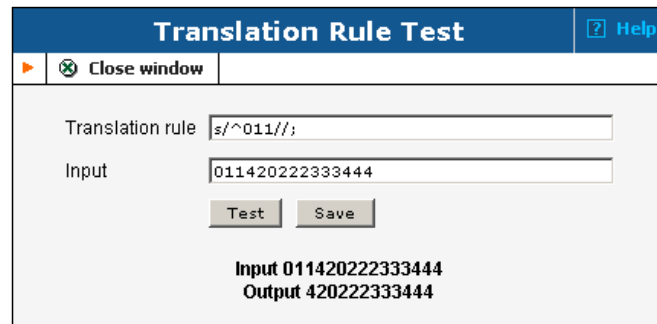 Translation Rule Test
? Help
Close window
Translation rule s/^011//;
Input 011420222333444
Test Save
Input 011420222333444
Output 420222333444